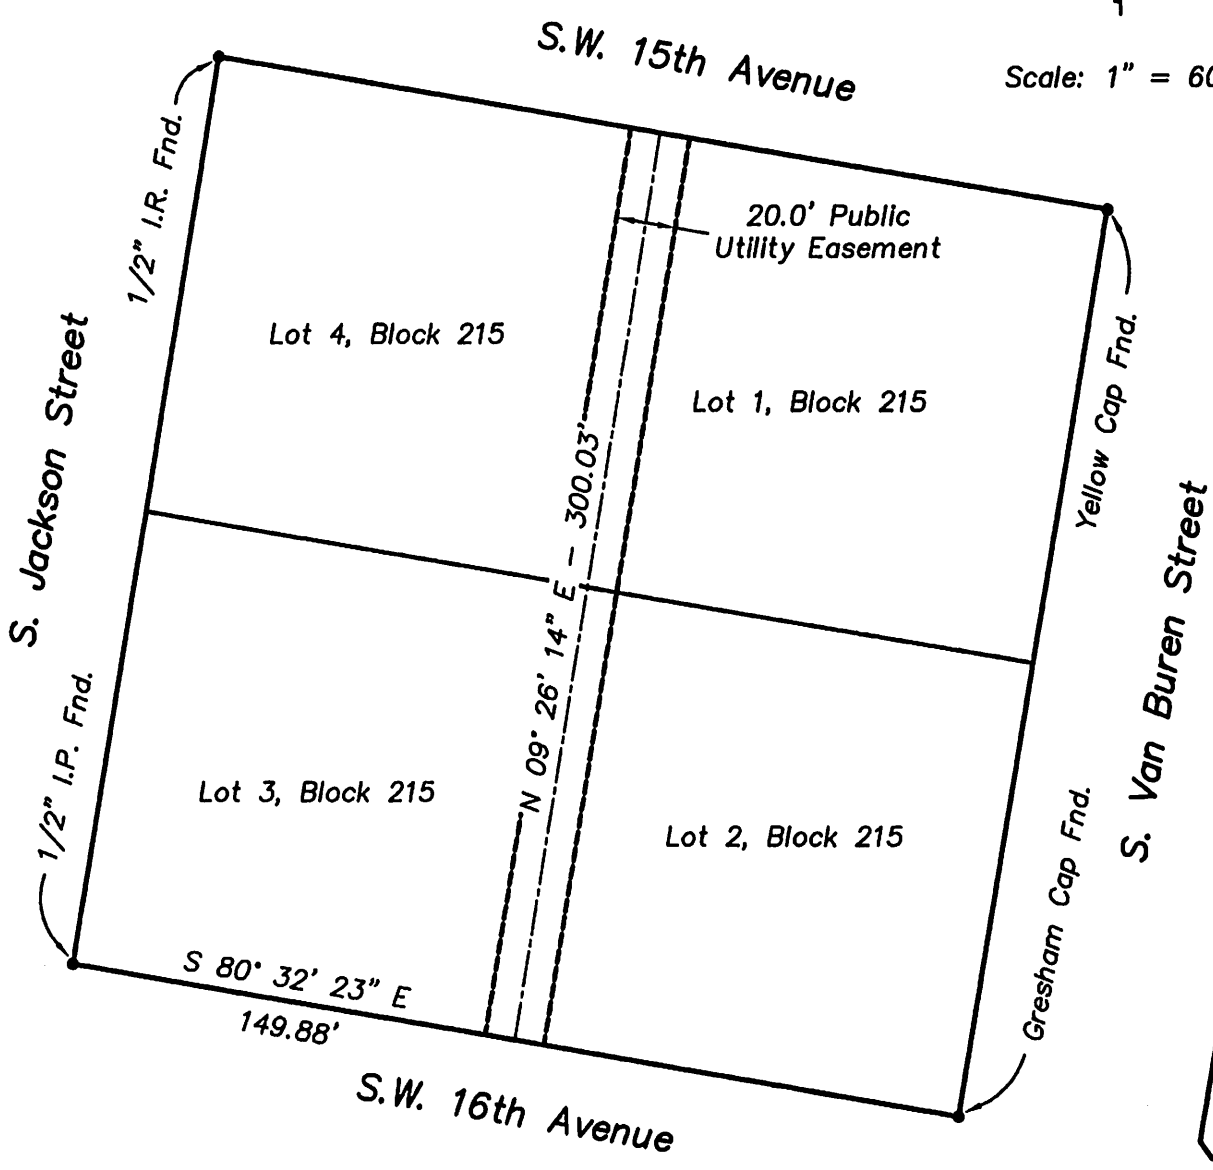 S.W. 15th Avenue
Scale: 1" = 60
1/2" I.R. Fnd.
20.0' Public
Utility Easement
Lot 4, Block 215
Lot 1, Block 215
Yellow Cap Fnd.
S. Jackson Street
N 09° 26' 14" E - 300.03'
S. Van Buren Street
1/2" I.P. Fnd.
Lot 3, Block 215
Lot 2, Block 215
Gresham Cap Fnd.
S 80° 32' 23" E
149.88'
S.W. 16th Avenue